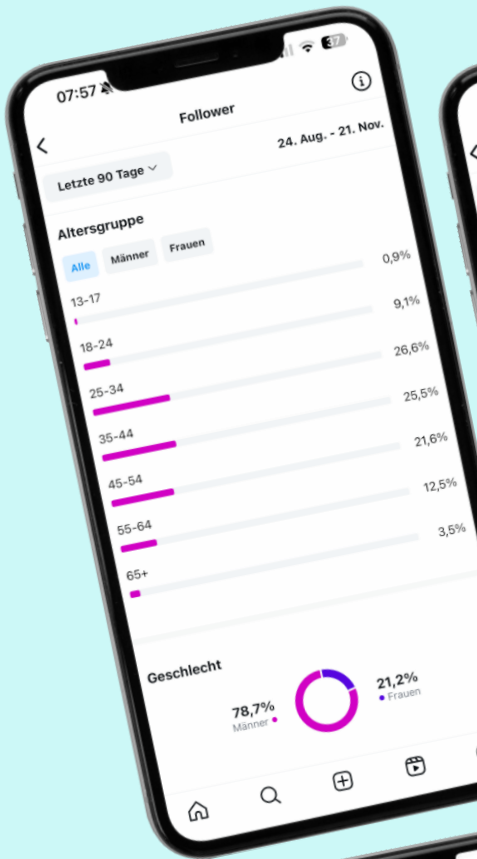 07:57
37
Follower
Letzte 90 Tage
24. Aug. - 21. Nov.
Altersgruppe
Alle Männer Frauen
13-17 0,9%
18-24 9,1%
25-34 26,6%
35-44 25,5%
45-54 21,6%
55-64 12,5%
65+ 3,5%
Geschlecht
78,7%
Männer
21,2%
Frauen